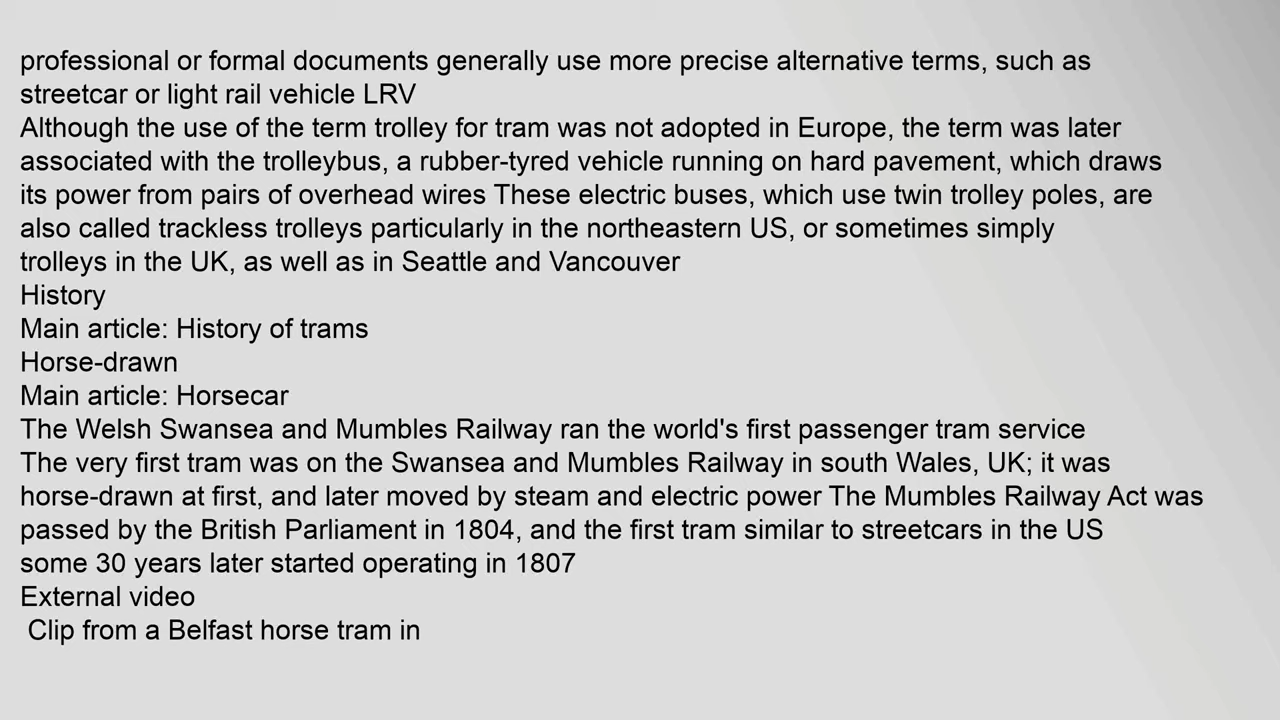 professional or formal documents generally use more precise alternative terms, such as
streetcar or light rail vehicle LRV
Although the use of the term trolley for tram was not adopted in Europe, the term was later
associated with the trolleybus, a rubber-tyred vehicle running on hard pavement, which draws
its power from pairs of overhead wires These electric buses, which use twin trolley poles, are
also called trackless trolleys particularly in the northeastern US, or sometimes simply
trolleys in the UK, as well as in Seattle and Vancouver
History
Main article: History of trams
Horse-drawn
Main article: Horsecar
The Welsh Swansea and Mumbles Railway ran the world's first passenger tram service
The very first tram was on the Swansea and Mumbles Railway in south Wales, UK; it was
horse-drawn at first, and later moved by steam and electric power The Mumbles Railway Act was
passed by the British Parliament in 1804, and the first tram similar to streetcars in the US
some 30 years later started operating in 1807
External video
Clip from a Belfast horse tram in